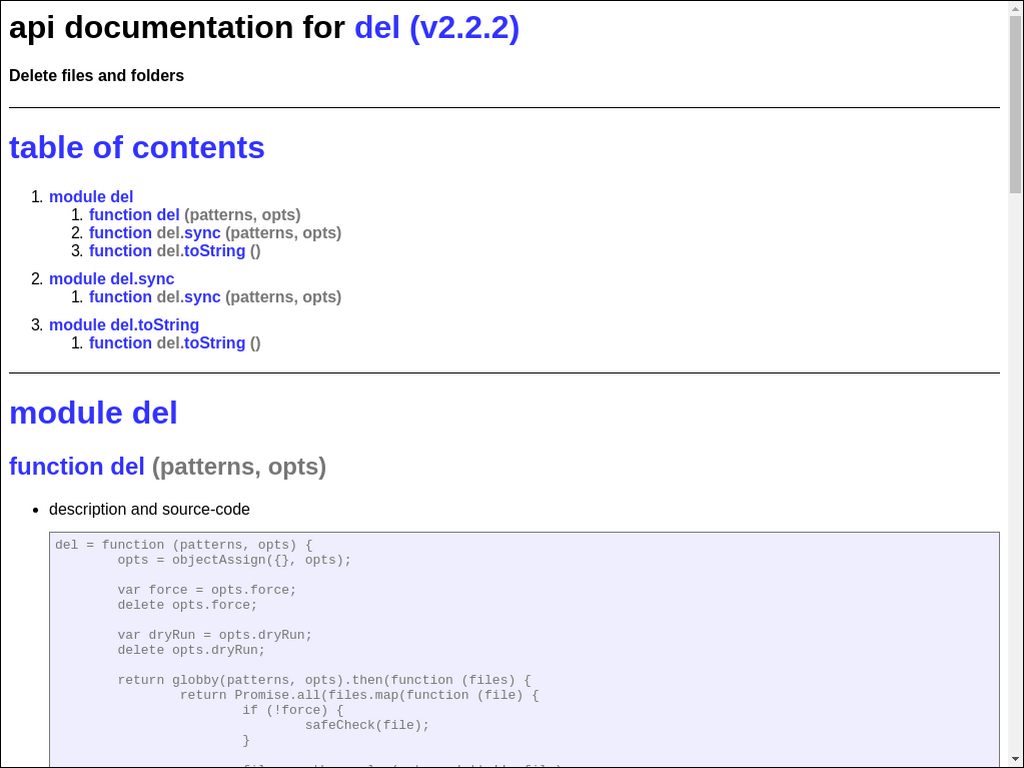 api documentation for del (v2.2.2)
Delete files and folders
table of contents
1. module del
1. function del (patterns, opts)
2. function del.sync (patterns, opts)
3. function del.toString ()
2. module del.sync
1. function del.sync (patterns, opts)
3. module del.toString
1. function del.toString ()
module del
function del (patterns, opts)
• description and source-code
del = function (patterns, opts) {
        opts = objectAssign({}, opts);
        var force = opts.force;
        delete opts.force;
        var dryRun = opts.dryRun;
        delete opts.dryRun;
        return globby(patterns, opts).then(function (files) {
                return Promise.all(files.map(function (file) {
                        if (!force) {
                                safeCheck(file);
                        }